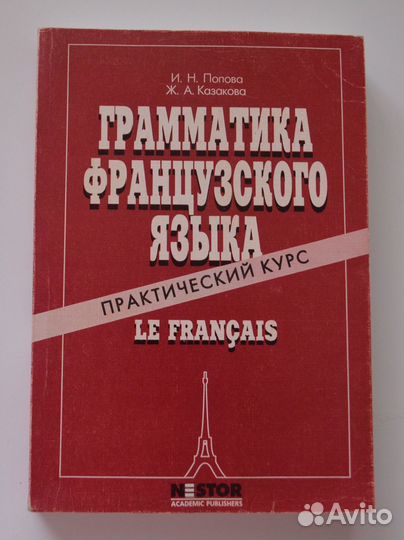 И. Н. Попова
Ж. А. Казакова
ГРАММАТИКА
ФРАНЦУЗСКОГО
ЯЗЫКА
ПРАКТИЧЕСКИЙ КУРС
LE FRANÇAIS
NESTOR
ACADEMIC PUBLISHERS
Avito